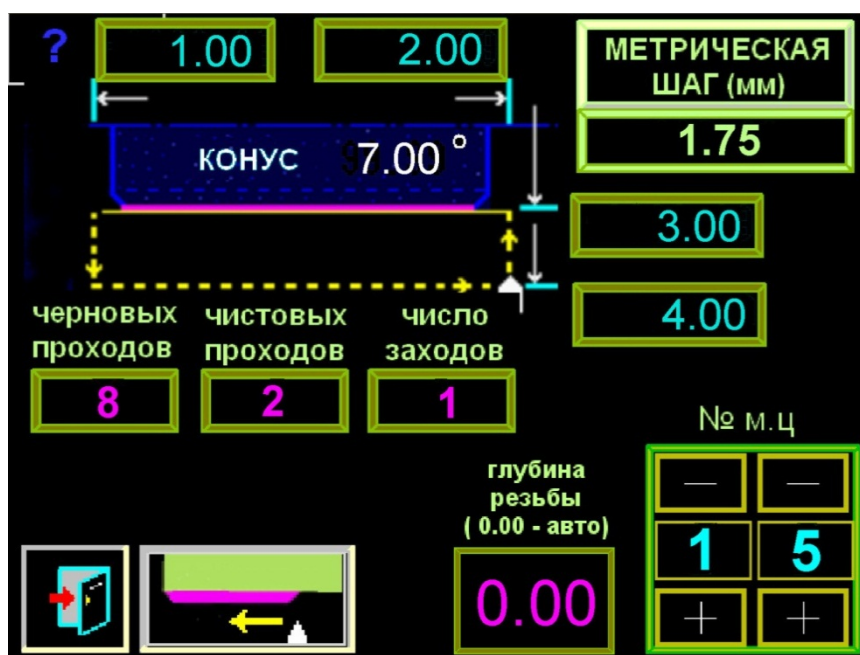 ?
1.00
2.00
МЕТРИЧЕСКАЯ
ШАГ (мм)
1.75
КОНУС 7.00 °
3.00
4.00
черновых
проходов
чистовых
проходов
число
заходов
8
2
1
№ м.ц
глубина
резьбы
( 0.00 - авто)
0.00
— —
1 5
+ +